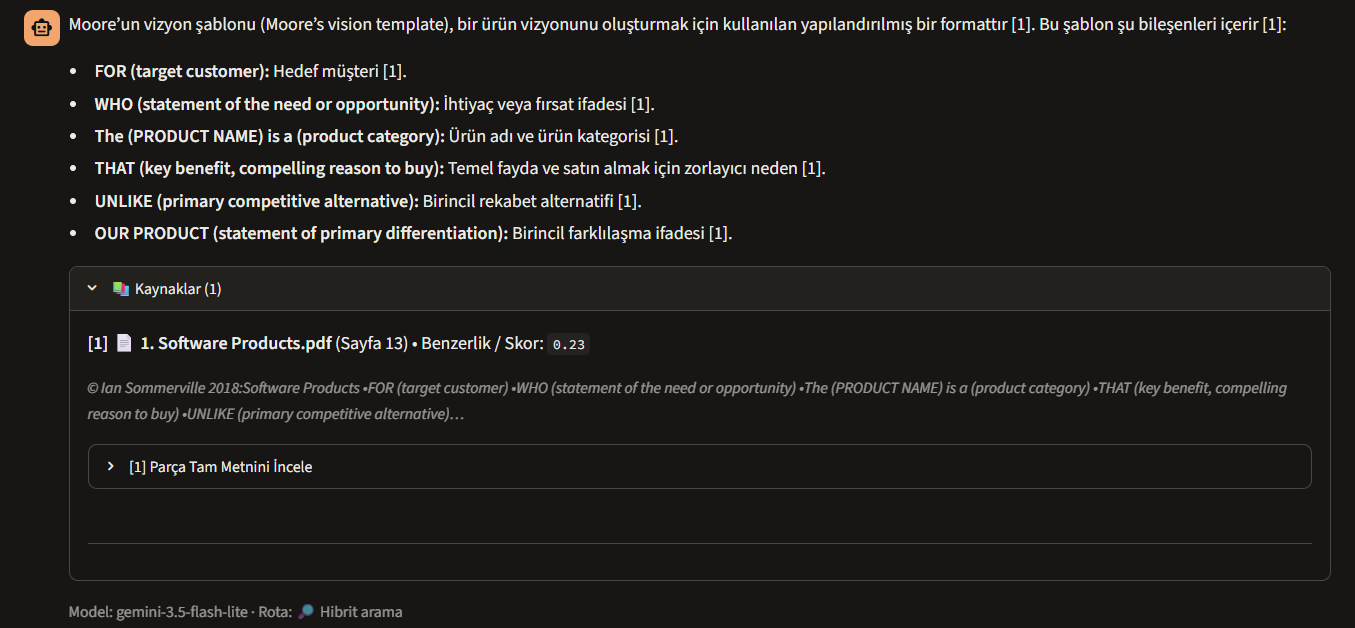 Moore’un vizyon şablonu (Moore’s vision template), bir ürün vizyonunu oluşturmak için kullanılan yapılandırılmış bir formattır [1]. Bu şablon şu bileşenleri içerir [1]:
• FOR (target customer): Hedef müşteri [1].
• WHO (statement of the need or opportunity): İhtiyaç veya fırsat ifadesi [1].
• The (PRODUCT NAME) is a (product category): Ürün adı ve ürün kategorisi [1].
• THAT (key benefit, compelling reason to buy): Temel fayda ve satın almak için zorlayıcı neden [1].
• UNLIKE (primary competitive alternative): Birincil rekabet alternatifi [1].
• OUR PRODUCT (statement of primary differentiation): Birincil farklılaşma ifadesi [1].
Kaynaklar (1)
[1] 1. Software Products.pdf (Sayfa 13) • Benzerlik / Skor: 0.23
© Ian Sommerville 2018:Software Products •FOR (target customer) •WHO (statement of the need or opportunity) •The (PRODUCT NAME) is a (product category) •THAT (key benefit, compelling
reason to buy) •UNLIKE (primary competitive alternative)…
[1] Parça Tam Metnini İncele
Model: gemini-3.5-flash-lite · Rota: Hibrit arama